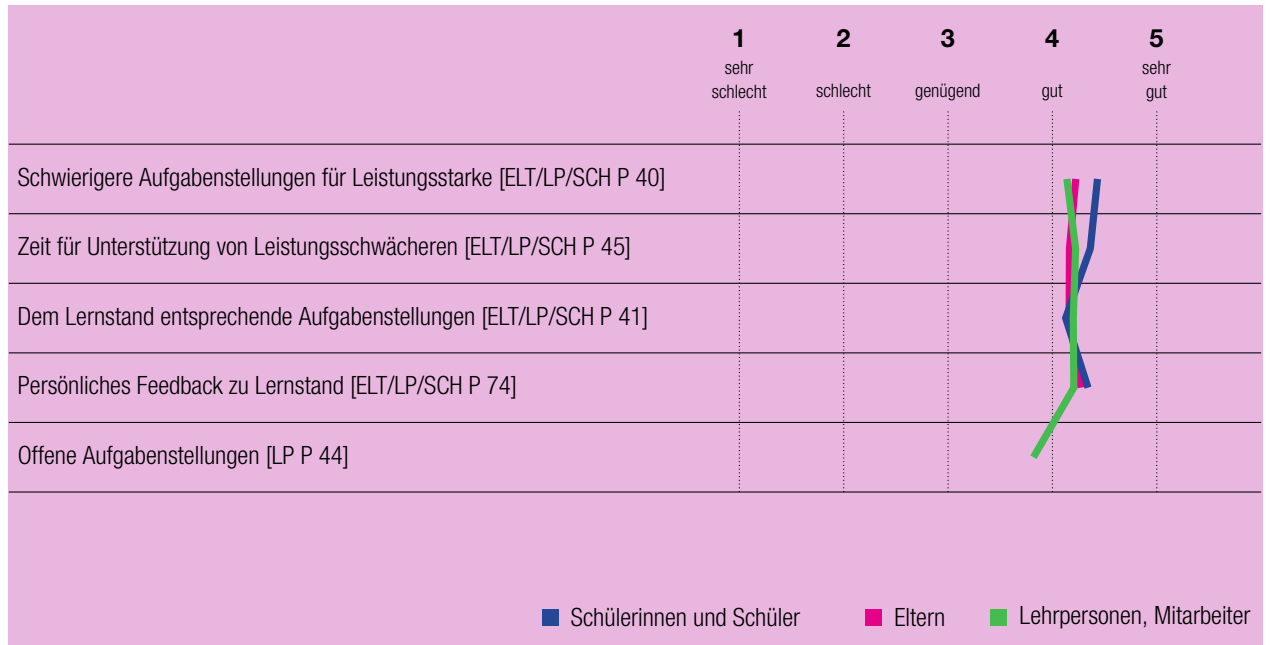 1 2 3 4 5
sehr sehr
schlecht schlecht genügend gut gut
Schwierigere Aufgabenstellungen für Leistungsstarke [ELT/LP/SCH P 40]
Zeit für Unterstützung von Leistungsschwächeren [ELT/LP/SCH P 45]
Dem Lernstand entsprechende Aufgabenstellungen [ELT/LP/SCH P 41]
Persönliches Feedback zu Lernstand [ELT/LP/SCH P 74]
Offene Aufgabenstellungen [LP P 44]
Schülerinnen und Schüler Eltern Lehrpersonen, Mitarbeiter